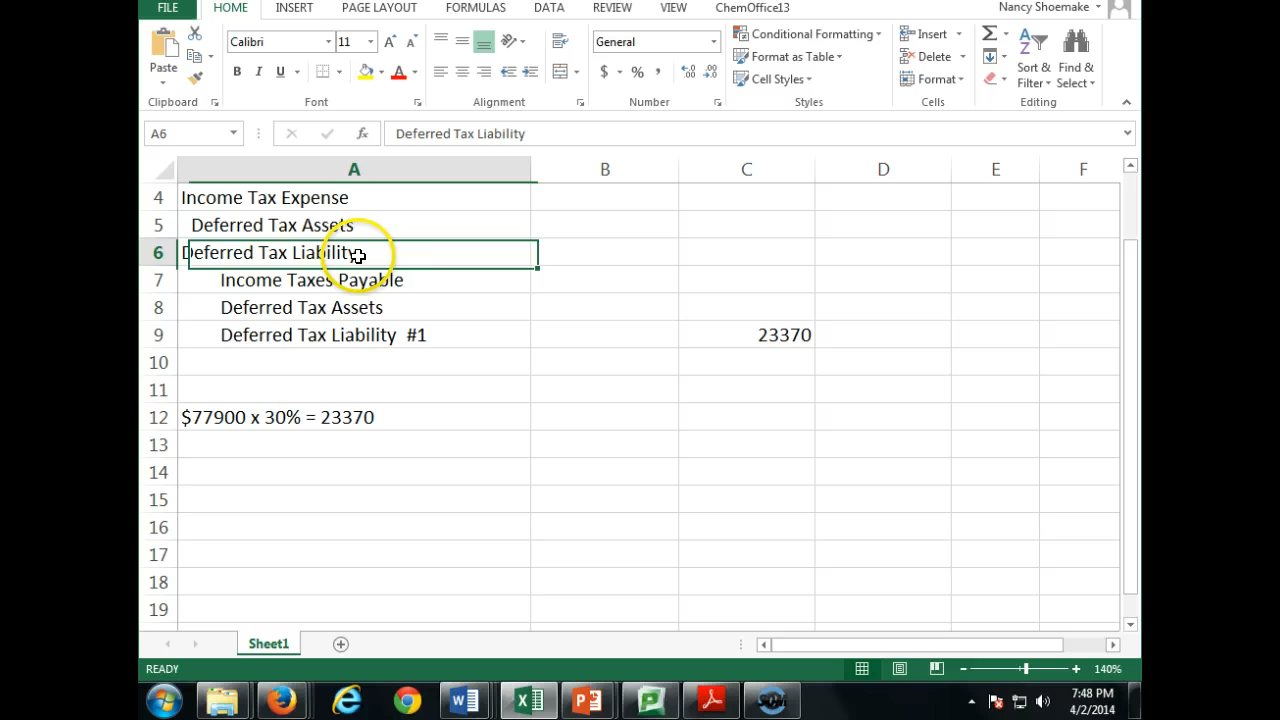 FILE HOME INSERT PAGE LAYOUT FORMULAS DATA REVIEW VIEW ChemOffice13 Nancy Shoemake
Paste
Calibri 11
B I U A
General
$ % ,
Conditional Formatting
Format as Table
Cell Styles
Insert
Delete
Format
Sort & Filter
Find & Select
Clipboard Font Alignment Number Styles Cells Editing
A6 fx Deferred Tax Liability
A B C D E F
4 Income Tax Expense
5 Deferred Tax Assets
6 Deferred Tax Liability
7 Income Taxes Payable
8 Deferred Tax Assets
9 Deferred Tax Liability #1 23370
10
11
12 $77900 x 30% = 23370
13
14
15
16
17
18
19
Sheet1
READY 140%
7:48 PM
4/2/2014